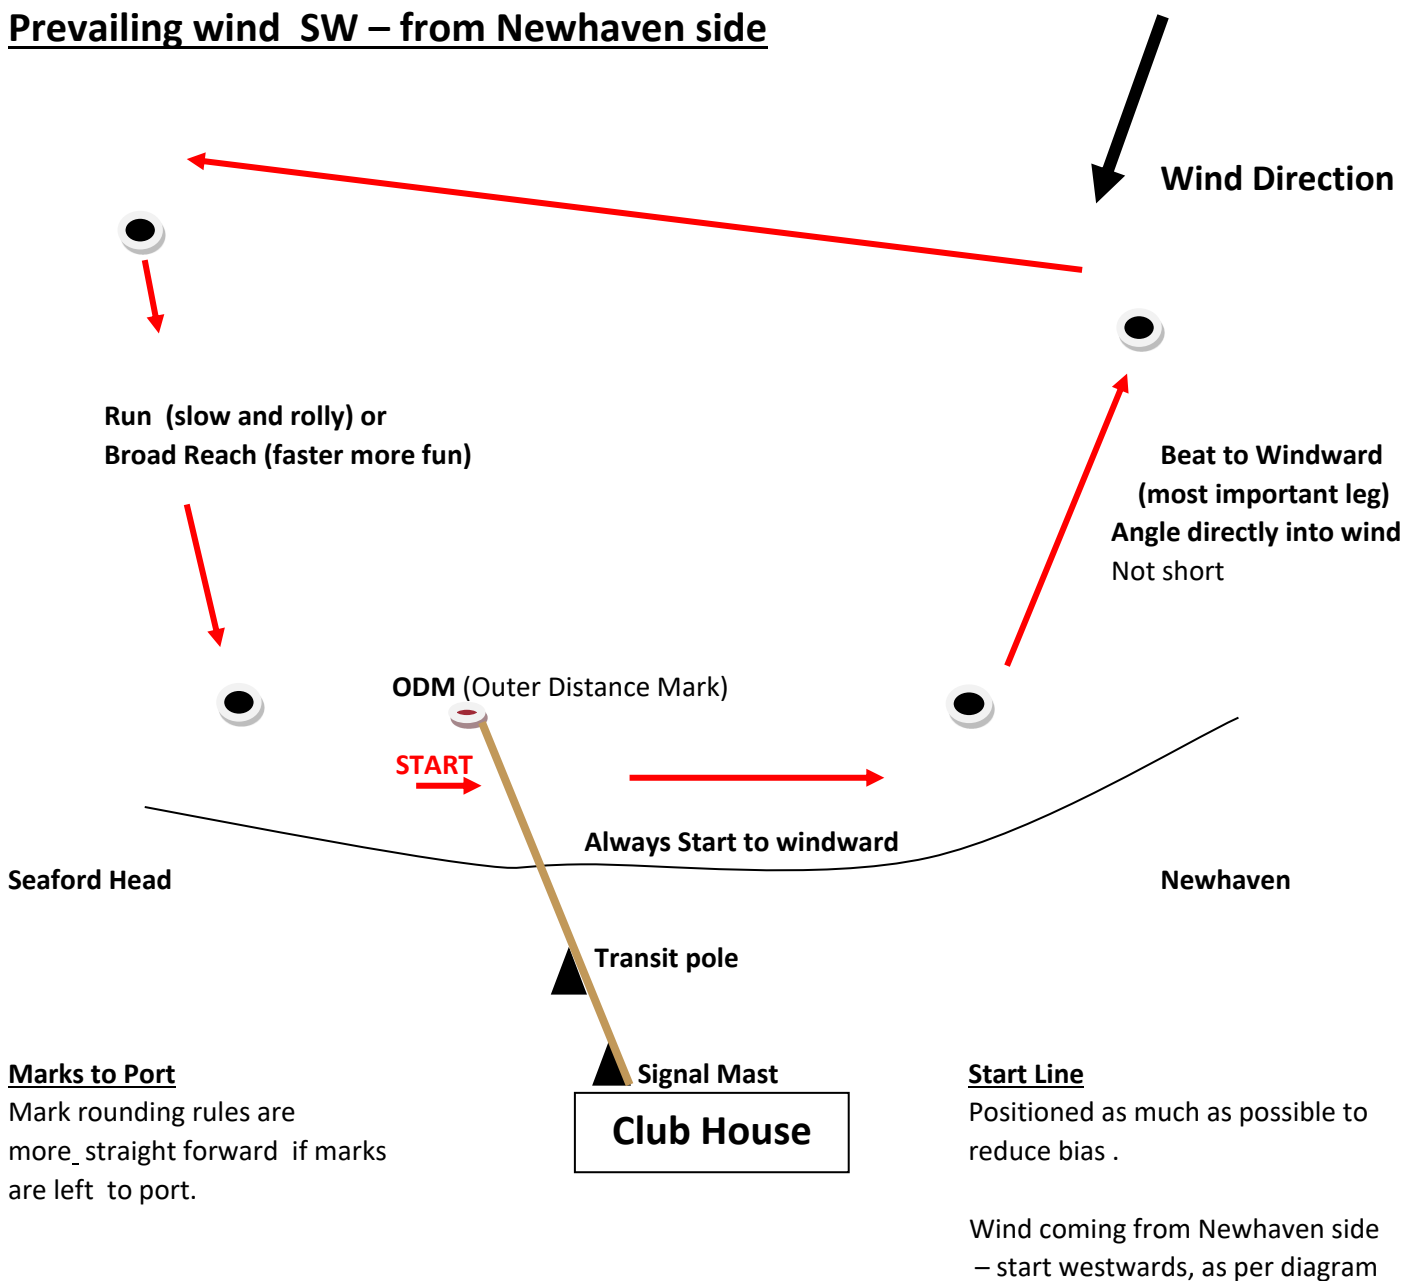 Prevailing wind  SW – from Newhaven side
Wind Direction
Run  (slow and rolly) or
Broad Reach (faster more fun)
Beat to Windward
(most important leg)
Angle directly into wind
Not short
ODM (Outer Distance Mark)
START
Always Start to windward
Seaford Head
Newhaven
Transit pole
Signal Mast
Club House
Marks to Port
Mark rounding rules are
more  straight forward  if marks
are left  to port.
Start Line
Positioned as much as possible to
reduce bias .
Wind coming from Newhaven side
– start westwards, as per diagram